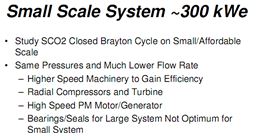 Small Scale System ~300 kWe
• Study SCO2 Closed Brayton Cycle on Small/Affordable
Scale
• Same Pressures and Much Lower Flow Rate
– Higher Speed Machinery to Gain Efficiency
– Radial Compressors and Turbine
– High Speed PM Motor/Generator
– Bearings/Seals for Large System Not Optimum for
Small System